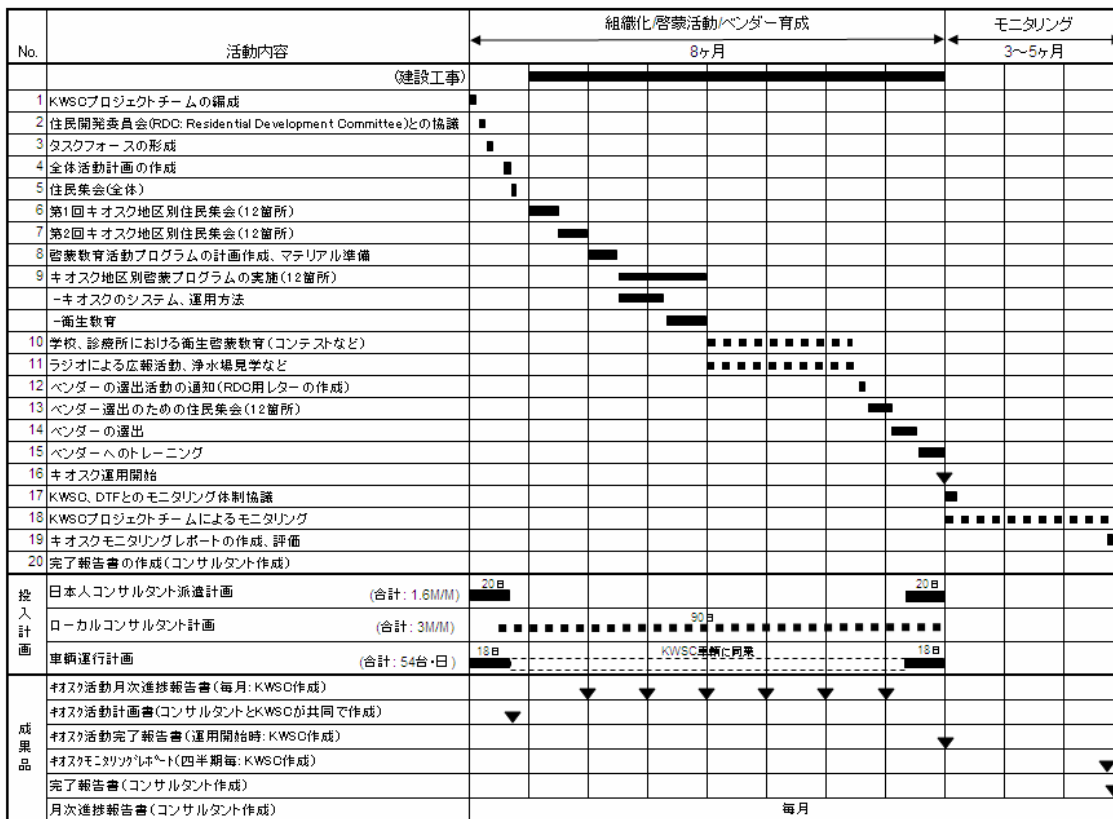 No.
活動内容
組織化/啓蒙活動/ベンダー育成
モニタリング
8ヶ月
3〜5ヶ月
(建設工事)
1 KWSCプロジェクトチームの編成
2 住民開発委員会(RDC: Residential Development Committee)との協議
3 タスクフォースの形成
4 全体活動計画の作成
5 住民集会(全体)
6 第1回キオスク地区別住民集会(12箇所)
7 第2回キオスク地区別住民集会(12箇所)
8 啓蒙教育活動プログラムの計画作成、マテリアル準備
9 キオスク地区別啓蒙プログラムの実施(12箇所)
-キオスクのシステム、運用方法
-衛生教育
10 学校、診療所における衛生啓蒙教育(コンテストなど)
11 ラジオによる広報活動、浄水場見学など
12 ベンダーの選出活動の通知(RDC用レターの作成)
13 ベンダー選出のための住民集会(12箇所)
14 ベンダーの選出
15 ベンダーへのトレーニング
16 キオスク運用開始
17 KWSC、DTFとのモニタリング体制協議
18 KWSCプロジェクトチームによるモニタリング
19 キオスクモニタリングレポートの作成、評価
20 完了報告書の作成(コンサルタント作成)
投入計画
日本人コンサルタント派遣計画 (合計: 1.6M/M) 20日 20日
ローカルコンサルタント計画 (合計: 3M/M) 90日
車輌運行計画 (合計: 54台・日) 18日 KWSC車輌に同乗 18日
成果品
キオスク活動月次進捗報告書(毎月: KWSC作成)
キオスク活動計画書(コンサルタントとKWSCが共同で作成)
キオスク活動完了報告書(運用開始時: KWSC作成)
キオスクモニタリングレポート(四半期毎: KWSC作成)
完了報告書(コンサルタント作成)
月次進捗報告書(コンサルタント作成) 毎月